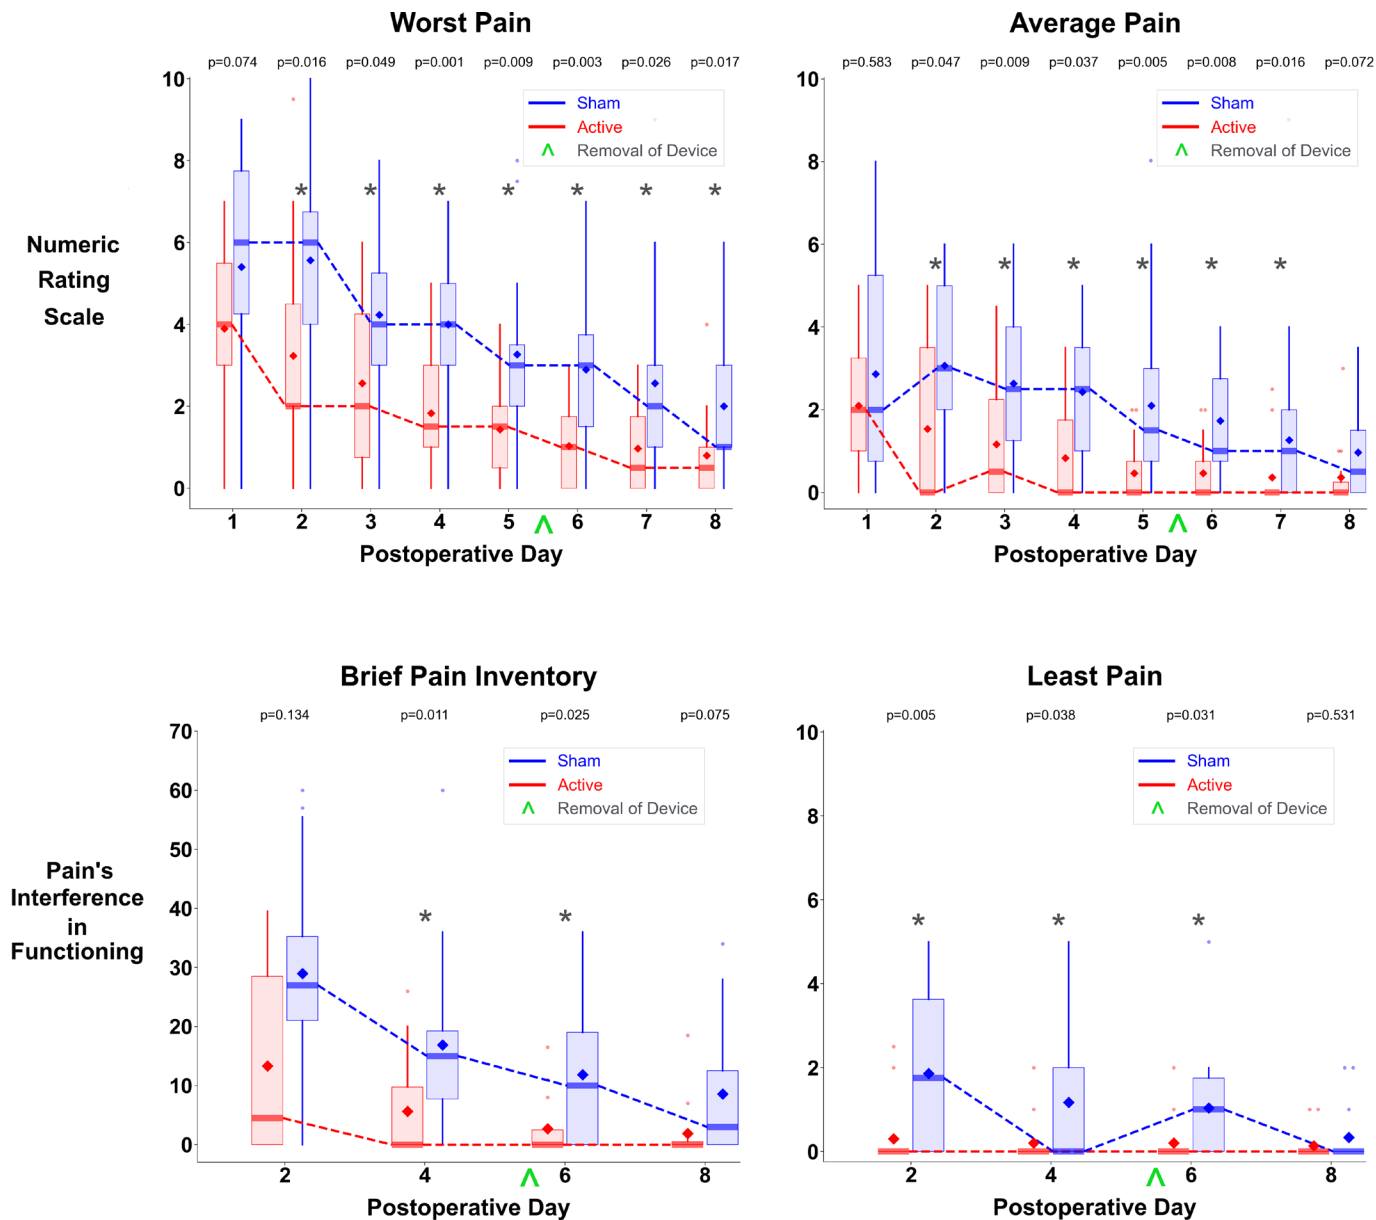 Worst Pain
p=0.074 p=0.016 p=0.049 p=0.001 p=0.009 p=0.003 p=0.026 p=0.017
10
8
6
4
2
0
Sham
Active
^ Removal of Device
* * * * * * *
Numeric
Rating
Scale
1 2 3 4 5 ^ 6 7 8
Postoperative Day
Average Pain
p=0.583 p=0.047 p=0.009 p=0.037 p=0.005 p=0.008 p=0.016 p=0.072
10
8
6
4
2
0
Sham
Active
^ Removal of Device
* * * * * *
1 2 3 4 5 ^ 6 7 8
Postoperative Day
Brief Pain Inventory
p=0.134 p=0.011 p=0.025 p=0.075
70
60
50
40
30
20
10
0
Sham
Active
^ Removal of Device
* *
Pain's
Interference
in
Functioning
2 4 ^ 6 8
Postoperative Day
Least Pain
p=0.005 p=0.038 p=0.031 p=0.531
10
8
6
4
2
0
Sham
Active
^ Removal of Device
* * *
2 4 ^ 6 8
Postoperative Day